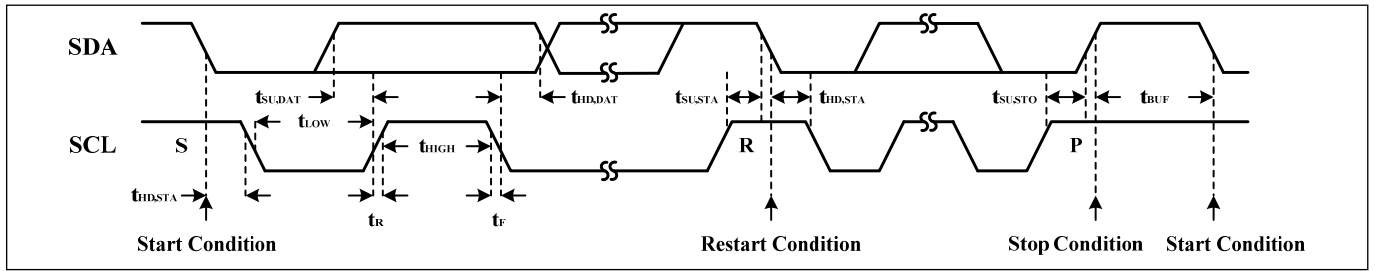 SDA
tSU,DAT
tHD,DAT
tSU,STA
tHD,STA
tSU,STO
tBUF
tLOW
SCL
S
tHIGH
R
P
tHD,STA
tR
tF
Start Condition
Restart Condition
Stop Condition
Start Condition